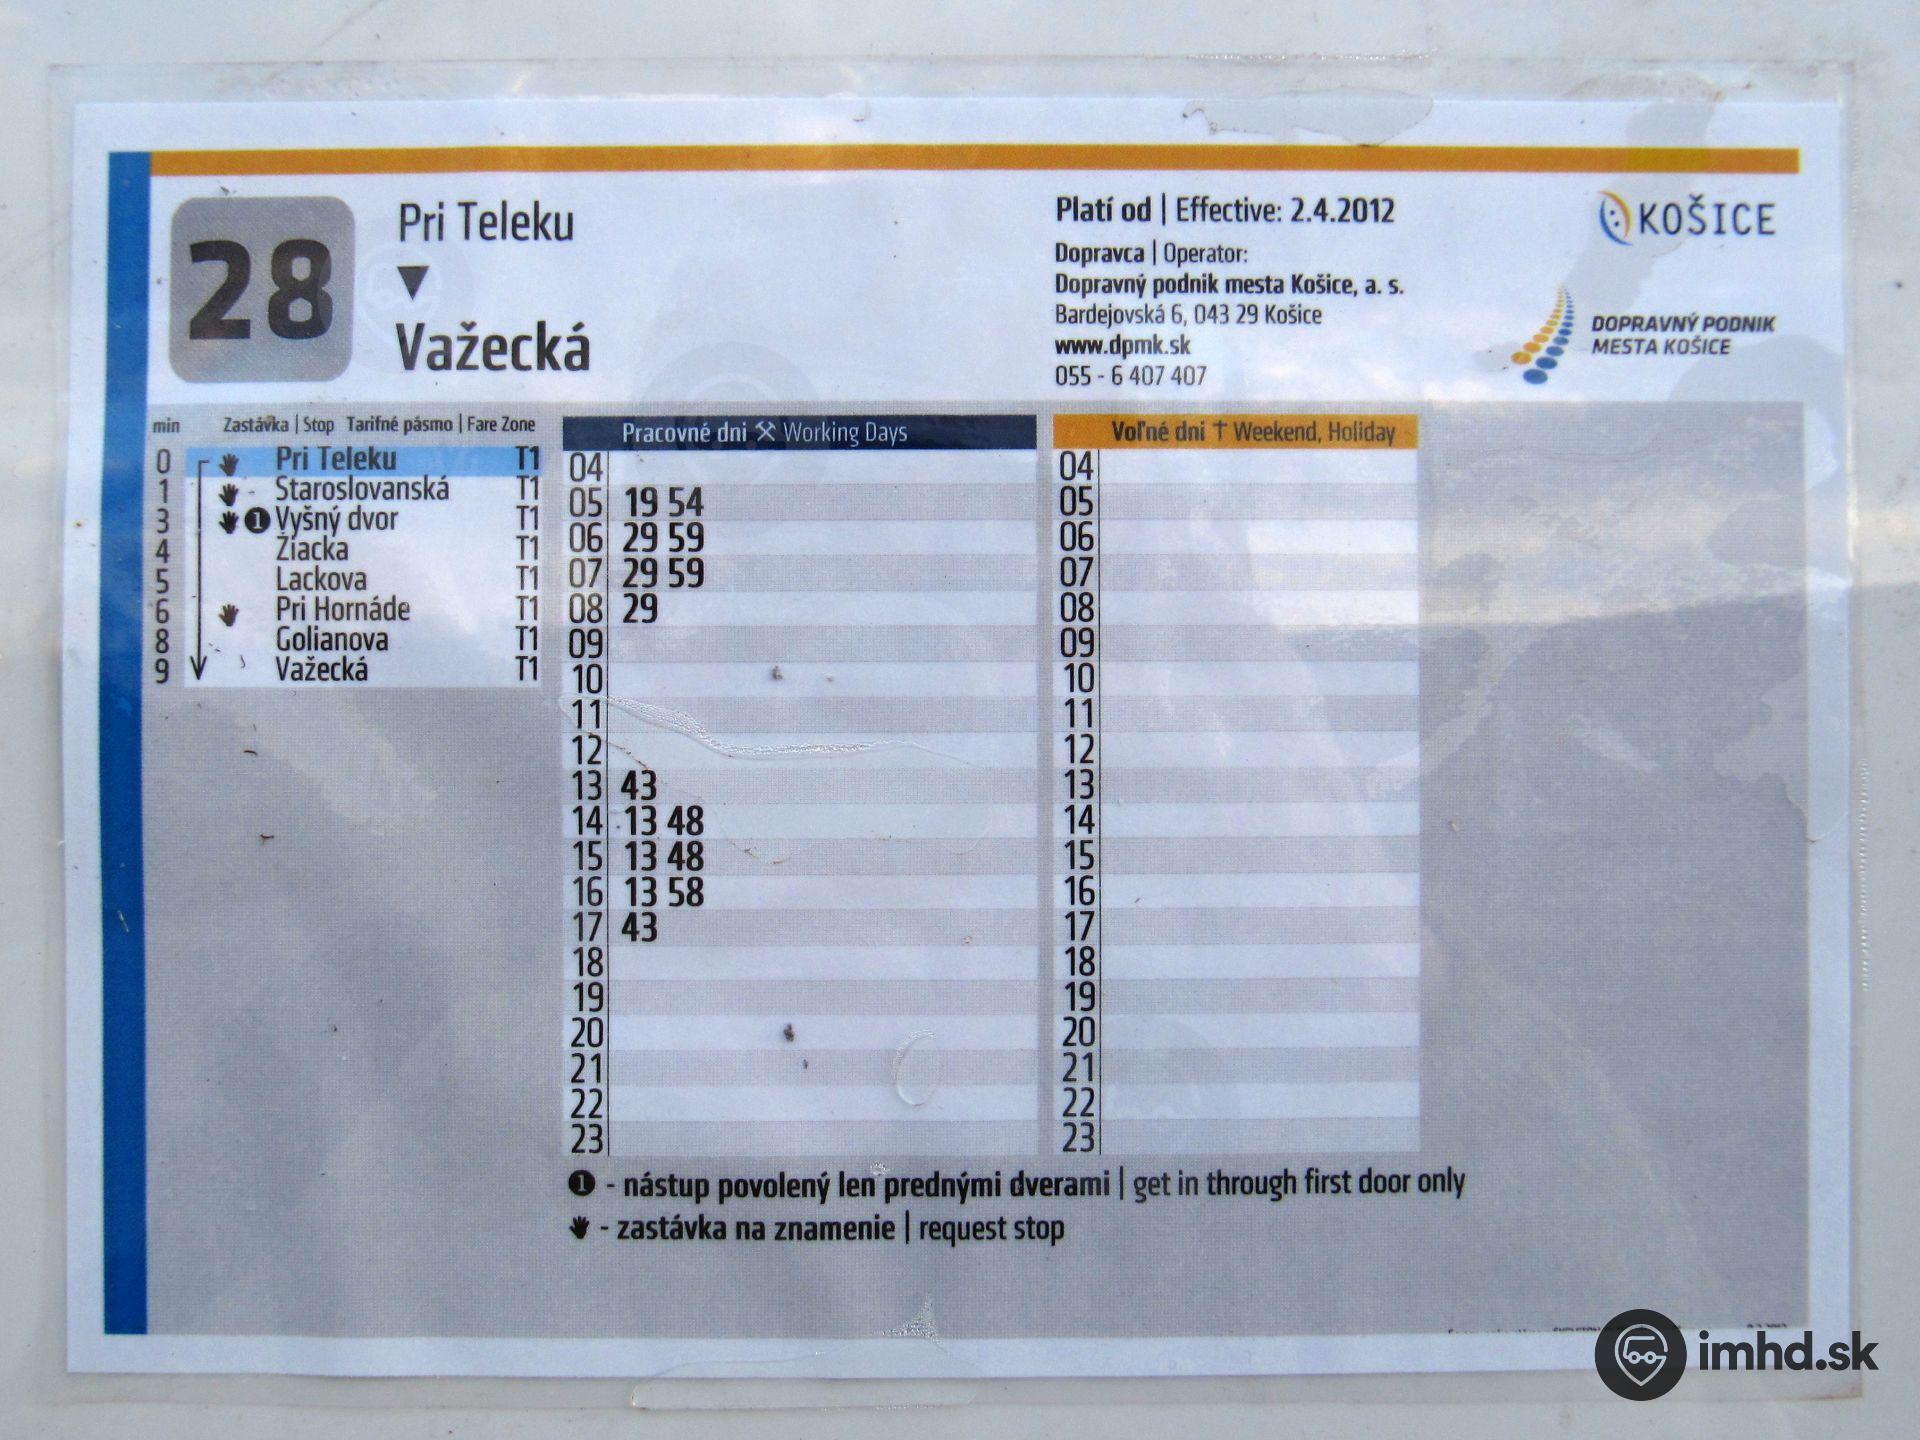 28
Pri Teleku
▼
Važecká
Platí od | Effective: 2.4.2012
Dopravca | Operator:
Dopravný podnik mesta Košice, a. s.
Bardejovská 6, 043 29 Košice
www.dpmk.sk
055 - 6 407 407
KOŠICE
DOPRAVNÝ PODNIK
MESTA KOŠICE
min Zastávka | Stop Tarifné pásmo | Fare Zone
0 Pri Teleku T1
1 Staroslovanská T1
3 ❶ Vyšný dvor T1
4 Žiacka T1
5 Lackova T1
6 Pri Hornáde T1
8 Golianova T1
9 Važecká T1
Pracovné dni ⚒ Working Days
04
05 19 54
06 29 59
07 29 59
08 29
09
10
11
12
13 43
14 13 48
15 13 48
16 13 58
17 43
18
19
20
21
22
23
Voľné dni ✝ Weekend, Holiday
04
05
06
07
08
09
10
11
12
13
14
15
16
17
18
19
20
21
22
23
❶ - nástup povolený len prednými dverami | get in through first door only
- zastávka na znamenie | request stop
imhd.sk